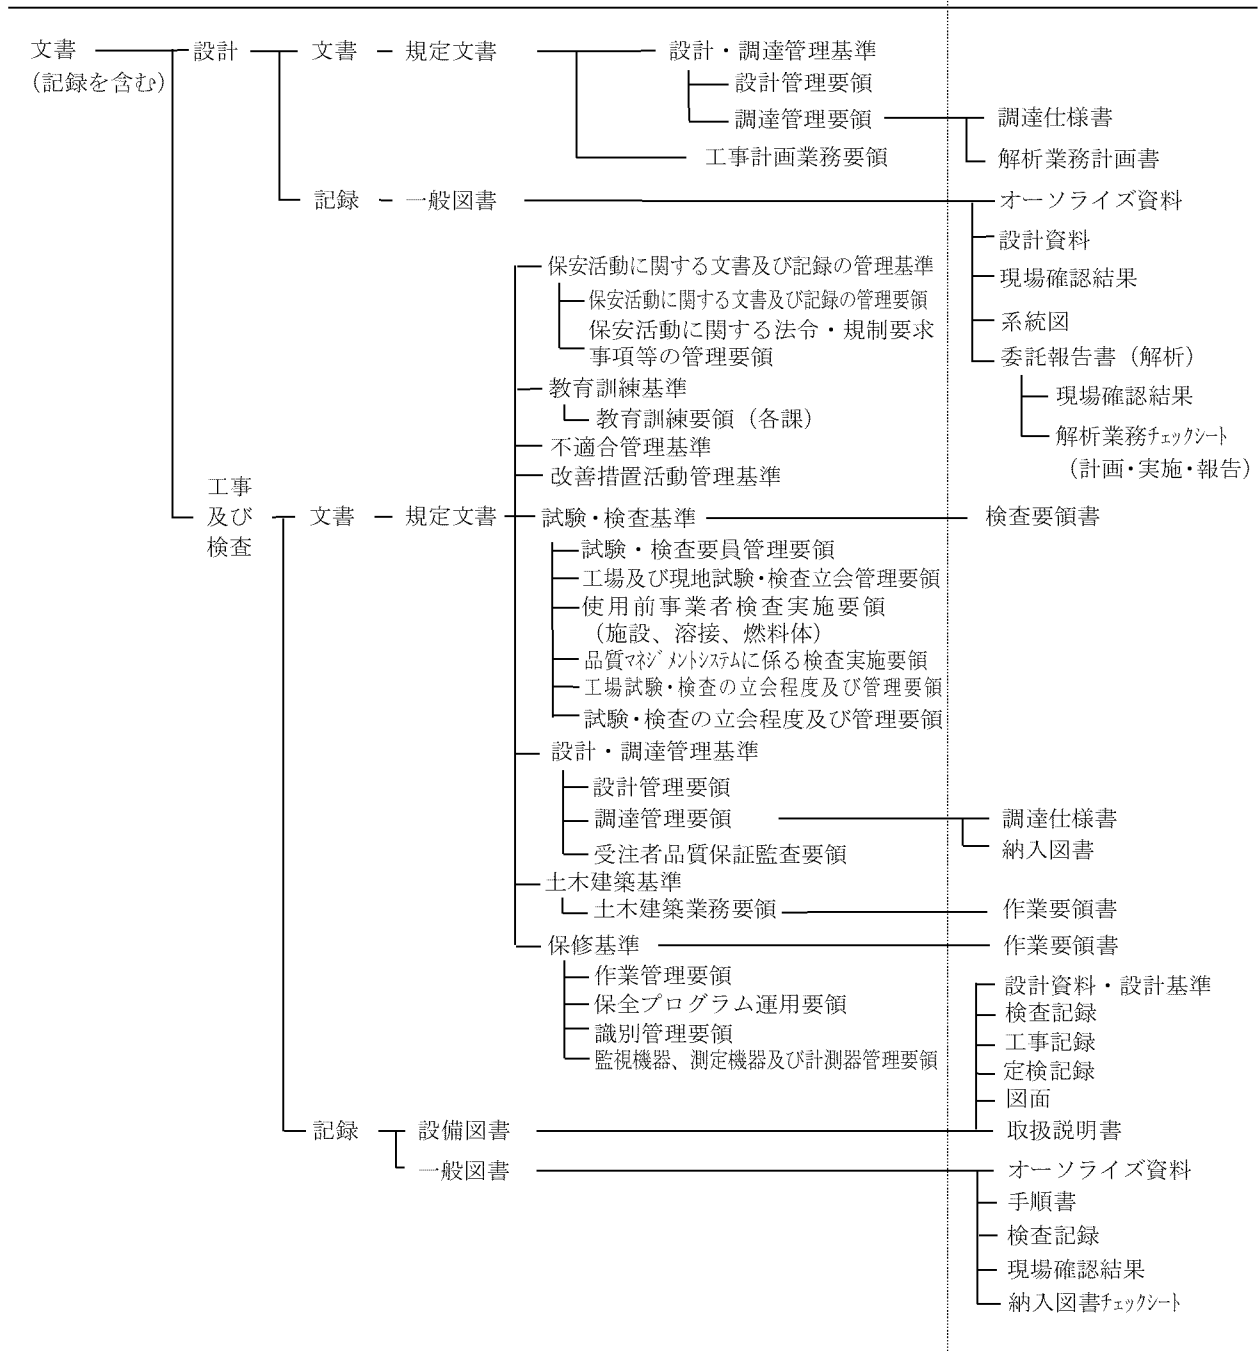 文書 設計 文書 規定文書 設計・調達管理基準
(記録を含む) 設計管理要領
調達管理要領 調達仕様書
工事計画業務要領 解析業務計画書
記録 一般図書 オーソライズ資料
設計資料
保安活動に関する文書及び記録の管理基準
現場確認結果
保安活動に関する文書及び記録の管理要領
系統図
保安活動に関する法令・規制要求
事項等の管理要領 委託報告書（解析）
教育訓練基準 現場確認結果
教育訓練要領（各課）
解析業務チェックシート
不適合管理基準
(計画・実施・報告)
改善措置活動管理基準
工事
及び 文書 規定文書 試験・検査基準 検査要領書
検査
試験・検査要員管理要領
工場及び現地試験・検査立会管理要領
使用前事業者検査実施要領
（施設、溶接、燃料体）
品質マネジメントシステムに係る検査実施要領
工場試験・検査の立会程度及び管理要領
試験・検査の立会程度及び管理要領
設計・調達管理基準
設計管理要領
調達管理要領 調達仕様書
受注者品質保証監査要領 納入図書
土木建築基準
土木建築業務要領 作業要領書
保修基準 作業要領書
作業管理要領
設計資料・設計基準
保全プログラム運用要領
検査記録
識別管理要領
工事記録
監視機器、測定機器及び計測器管理要領
定検記録
図面
記録 設備図書 取扱説明書
一般図書 オーソライズ資料
手順書
検査記録
現場確認結果
納入図書チェックシート